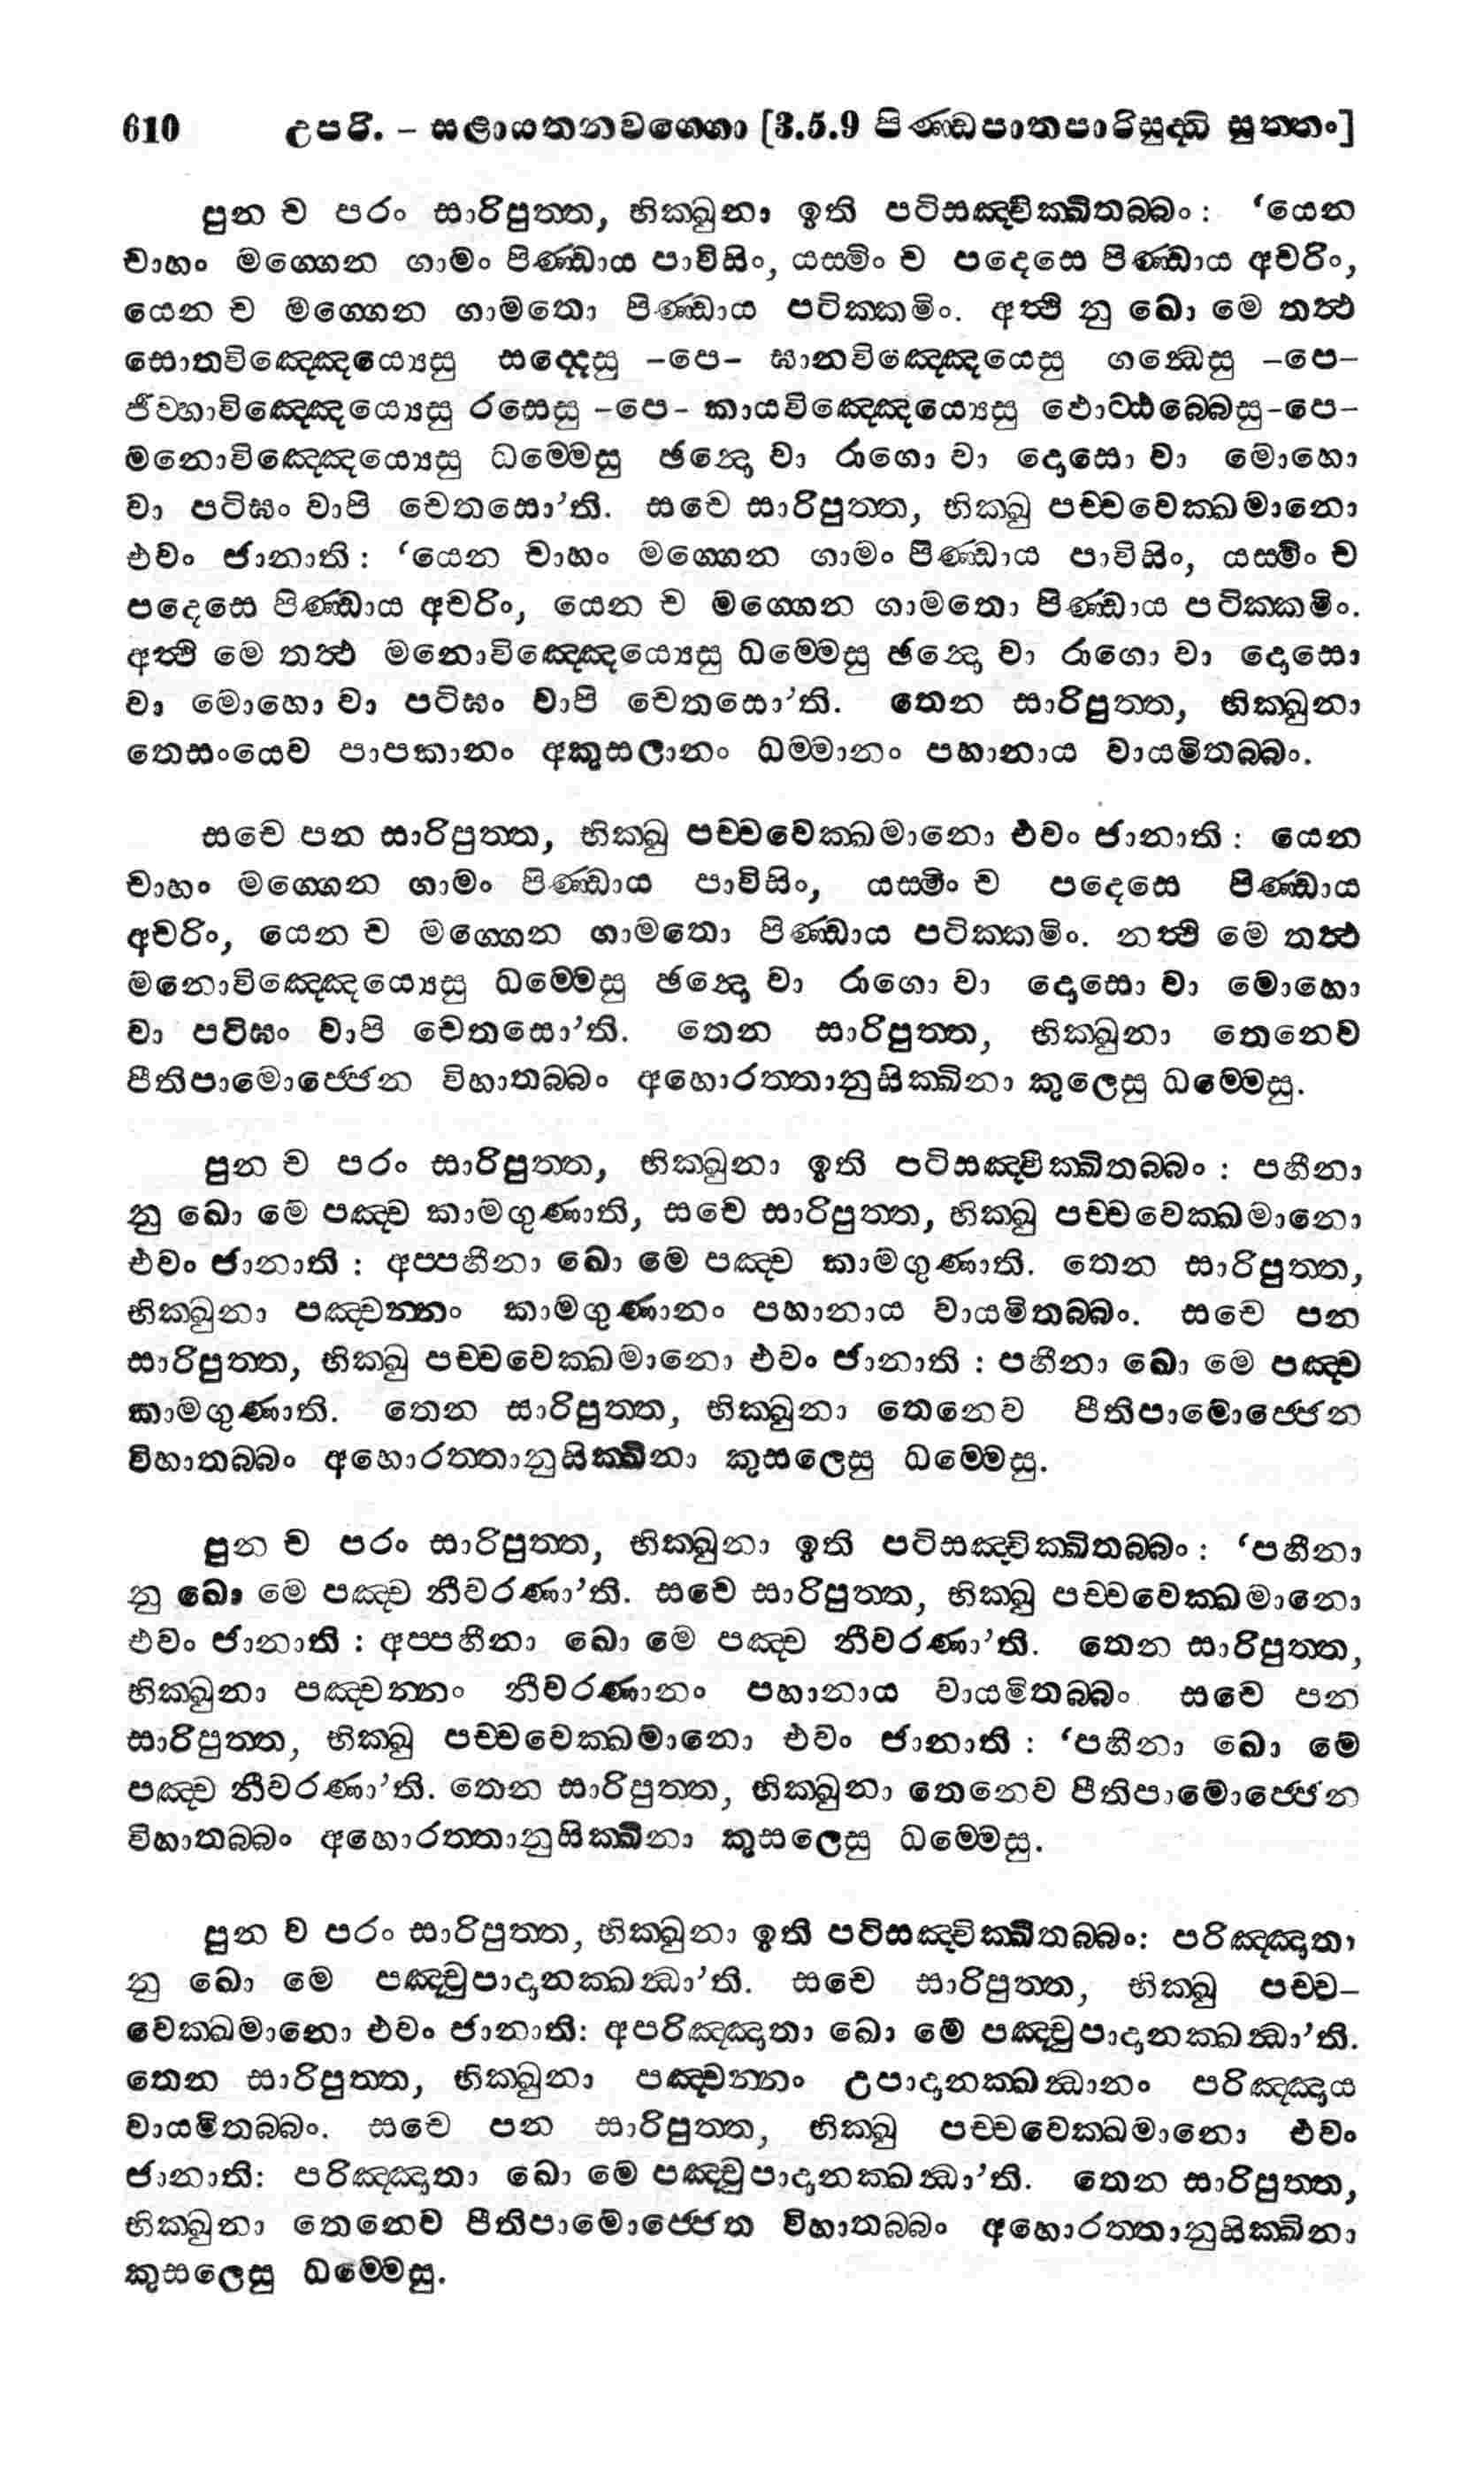 610 උපරි. – සළායතනවග්ගො [3.5.9 පිණ්ඩපාතපාරිසුද්ධි සුත්තං]
පුන ච පරං සාරිපුත්ත, භික්ඛුනා ඉති පටිසඤ්චික්ඛිතබ්බං: ‘යෙන
චාහං මග්ගෙන ගාමං පිණ්ඩාය පාවිසිං, යස්මිං ච පදෙසෙ පිණ්ඩාය අචරිං,
යෙන ච මග්ගෙන ගාමතො පිණ්ඩාය පටික්කමිං. අත්ථි නු ඛො මෙ තත්ථ
සොතවිඤ්ඤෙය්‍යෙසු සද්දෙසු –පෙ– ඝානවිඤ්ඤෙයෙසු ගන්ධෙසු –පෙ–
ජිව්හාවිඤ්ඤෙය්‍යෙසු රසෙසු –පෙ– කායවිඤ්ඤෙය්‍යෙසු ඵොට්ඨබ්බෙසු–පෙ–
මනොවිඤ්ඤෙය්‍යෙසු ධම්මෙසු ඡන්දො වා රාගො වා දොසො වා මොහො
වා පටිඝං වාපි චෙතසො’ති. සචෙ සාරිපුත්ත, භික්ඛු පච්චවෙක්ඛමානො
එවං ජානාති: ‘යෙන චාහං මග්ගෙන ගාමං පිණ්ඩාය පාවිසිං, යස්මිං ච
පදෙසෙ පිණ්ඩාය අචරිං, යෙන ච මග්ගෙන ගාමතො පිණ්ඩාය පටික්කමිං.
අත්ථි මෙ තත්ථ මනොවිඤ්ඤෙය්‍යෙසු ධම්මෙසු ඡන්දො වා රාගො වා දොසො
වා මොහො වා පටිඝං වාපි චෙතසො’ති. තෙන සාරිපුත්ත, භික්ඛුනා
තෙසංයෙව පාපකානං අකුසලානං ධම්මානං පහානාය වායමිතබ්බං.
සචෙ පන සාරිපුත්ත, භික්ඛු පච්චවෙක්ඛමානො එවං ජානාති: යෙන
චාහං මග්ගෙන ගාමං පිණ්ඩාය පාවිසිං, යස්මිං ච පදෙසෙ පිණ්ඩාය
අචරිං, යෙන ච මග්ගෙන ගාමතො පිණ්ඩාය පටික්කමිං. නත්ථි මෙ තත්ථ
මනොවිඤ්ඤෙය්‍යෙසු ධම්මෙසු ඡන්දො වා රාගො වා දොසො වා මොහො
වා පටිඝං වාපි චෙතසො’ති. තෙන සාරිපුත්ත, භික්ඛුනා තෙනෙව
පීතිපාමොජ්ජෙන විහාතබ්බං අහොරත්තානුසික්ඛිනා කුලෙසු ධම්මෙසු.
පුන ච පරං සාරිපුත්ත, භික්ඛුනා ඉති පටිසඤ්චික්ඛිතබ්බං: පහීනා
නු ඛො මෙ පඤ්ච කාමගුණාති, සචෙ සාරිපුත්ත, භික්ඛු පච්චවෙක්ඛමානො
එවං ජානාති: අප්පහීනා ඛො මෙ පඤ්ච කාමගුණාති. තෙන සාරිපුත්ත,
භික්ඛුනා පඤ්චන්නං කාමගුණානං පහානාය වායමිතබ්බං. සචෙ පන
සාරිපුත්ත, භික්ඛු පච්චවෙක්ඛමානො එවං ජානාති: පහීනා ඛො මෙ පඤ්ච
කාමගුණාති. තෙන සාරිපුත්ත, භික්ඛුනා තෙනෙව පීතිපාමොජ්ජෙන
විහාතබ්බං අහොරත්තානුසික්ඛිනා කුසලෙසු ධම්මෙසු.
පුන ච පරං සාරිපුත්ත, භික්ඛුනා ඉති පටිසඤ්චික්ඛිතබ්බං: ‘පහීනා
නු ඛො මෙ පඤ්ච නීවරණා’ති. සචෙ සාරිපුත්ත, භික්ඛු පච්චවෙක්ඛමානො
එවං ජානාති: අප්පහීනා ඛො මෙ පඤ්ච නීවරණා’ති. තෙන සාරිපුත්ත,
භික්ඛුනා පඤ්චන්නං නීවරණානං පහානාය වායමිතබ්බං සචෙ පන
සාරිපුත්ත, භික්ඛු පච්චවෙක්ඛමානො එවං ජානාති: ‘පහීනා ඛො මෙ
පඤ්ච නීවරණා’ති. තෙන සාරිපුත්ත, භික්ඛුනා තෙනෙව පීතිපාමොජ්ජෙන
විහාතබ්බං අහොරත්තානුසික්ඛිනා කුසලෙසු ධම්මෙසු.
පුන ච පරං සාරිපුත්ත, භික්ඛුනා ඉති පටිසඤ්චික්ඛිතබ්බං: පරිඤ්ඤාතා
නු ඛො මෙ පඤ්චුපාදානක්ඛන්ධා’ති. සචෙ සාරිපුත්ත, භික්ඛු පච්ච–
වෙක්ඛමානො එවං ජානාති: අපරිඤ්ඤාතා ඛො මෙ පඤ්චුපාදානක්ඛන්ධා’ති.
තෙන සාරිපුත්ත, භික්ඛුනා පඤ්චන්නං උපාදානක්ඛන්ධානං පරිඤ්ඤාය
වායමිතබ්බං. සචෙ පන සාරිපුත්ත, භික්ඛු පච්චවෙක්ඛමානො එවං
ජානාති: පරිඤ්ඤාතා ඛො මෙ පඤ්චුපාදානක්ඛන්ධා’ති. තෙන සාරිපුත්ත,
භික්ඛුනා තෙනෙව පීතිපාමොජ්ජෙන විහාතබ්බං අහොරත්තානුසික්ඛිනා
කුසලෙසු ධම්මෙසු.